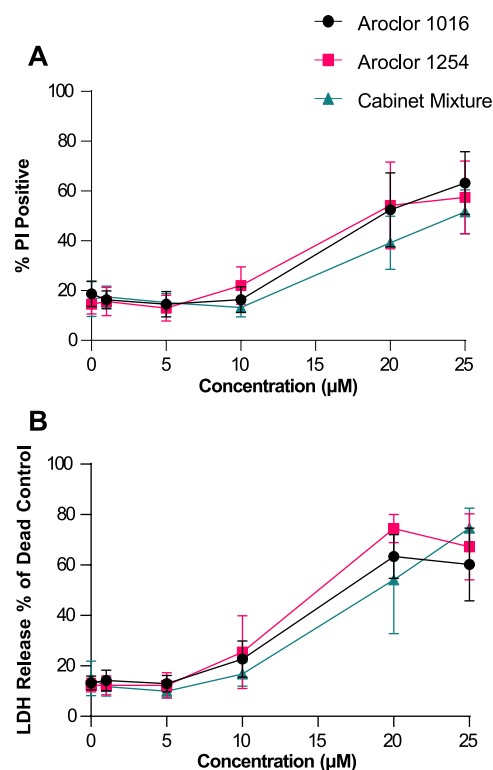 Aroclor 1016
Aroclor 1254
Cabinet Mixture
A
100
80
60
40
20
0
% PI Positive
0 5 10 15 20 25
Concentration (µM)
B
100
80
60
40
20
0
LDH Release % of Dead Control
0 5 10 15 20 25
Concentration (µM)